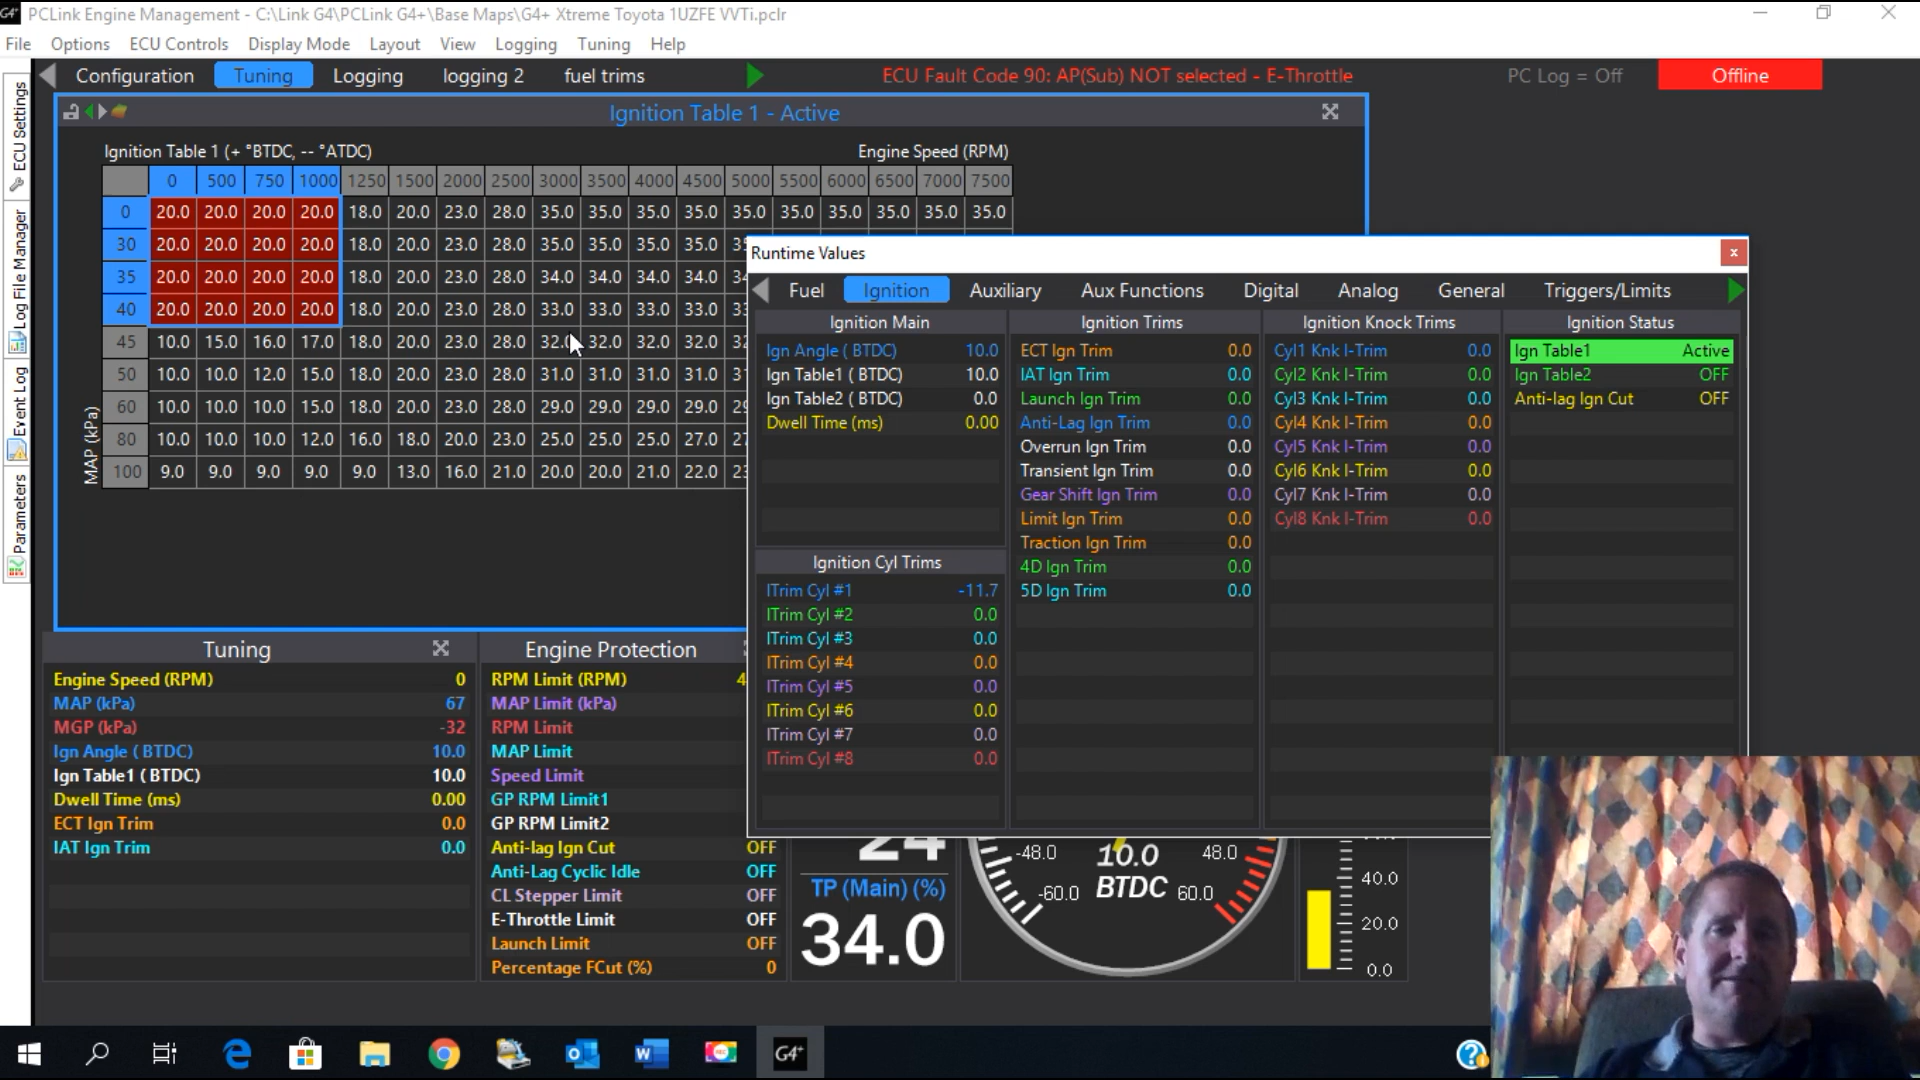 G4+ PCLink Engine Management - C:\Link G4\PCLink G4+\Base Maps\G4+ Xtreme Toyota 1UZFE VVTi.pclr
File Options ECU Controls Display Mode Layout View Logging Tuning Help
Configuration Tuning Logging logging 2 fuel trims ECU Fault Code 90: AP(Sub) NOT selected - E-Throttle PC Log = Off Offline
ECU Settings
Log File Manager
Event Log
Parameters
Ignition Table 1 - Active
Ignition Table 1 (+ °BTDC, -- °ATDC) Engine Speed (RPM)
0 500 750 1000 1250 1500 2000 2500 3000 3500 4000 4500 5000 5500 6000 6500 7000 7500
0 20.0 20.0 20.0 20.0 18.0 20.0 23.0 28.0 35.0 35.0 35.0 35.0 35.0 35.0 35.0 35.0 35.0 35.0
30 20.0 20.0 20.0 20.0 18.0 20.0 23.0 28.0 35.0 35.0 35.0 35.0
35 20.0 20.0 20.0 20.0 18.0 20.0 23.0 28.0 34.0 34.0 34.0 34.0
40 20.0 20.0 20.0 20.0 18.0 20.0 23.0 28.0 33.0 33.0 33.0 33.0
45 10.0 15.0 16.0 17.0 18.0 20.0 23.0 28.0 32.0 32.0 32.0 32.0
50 10.0 10.0 12.0 15.0 18.0 20.0 23.0 28.0 31.0 31.0 31.0 31.0
60 10.0 10.0 10.0 15.0 18.0 20.0 23.0 28.0 29.0 29.0 29.0 29.0
80 10.0 10.0 10.0 12.0 16.0 18.0 20.0 23.0 25.0 25.0 25.0 27.0
100 9.0 9.0 9.0 9.0 9.0 13.0 16.0 21.0 20.0 20.0 21.0 22.0
MAP (kPa)
Runtime Values
Fuel Ignition Auxiliary Aux Functions Digital Analog General Triggers/Limits
Ignition Main
Ign Angle ( BTDC) 10.0
Ign Table1 ( BTDC) 10.0
Ign Table2 ( BTDC) 0.0
Dwell Time (ms) 0.00
Ignition Cyl Trims
ITrim Cyl #1 -11.7
ITrim Cyl #2 0.0
ITrim Cyl #3 0.0
ITrim Cyl #4 0.0
ITrim Cyl #5 0.0
ITrim Cyl #6 0.0
ITrim Cyl #7 0.0
ITrim Cyl #8 0.0
Ignition Trims
ECT Ign Trim 0.0
IAT Ign Trim 0.0
Launch Ign Trim 0.0
Anti-Lag Ign Trim 0.0
Overrun Ign Trim 0.0
Transient Ign Trim 0.0
Gear Shift Ign Trim 0.0
Limit Ign Trim 0.0
Traction Ign Trim 0.0
4D Ign Trim 0.0
5D Ign Trim 0.0
Ignition Knock Trims
Cyl1 Knk I-Trim 0.0
Cyl2 Knk I-Trim 0.0
Cyl3 Knk I-Trim 0.0
Cyl4 Knk I-Trim 0.0
Cyl5 Knk I-Trim 0.0
Cyl6 Knk I-Trim 0.0
Cyl7 Knk I-Trim 0.0
Cyl8 Knk I-Trim 0.0
Ignition Status
Ign Table1 Active
Ign Table2 OFF
Anti-lag Ign Cut OFF
Tuning
Engine Speed (RPM) 0
MAP (kPa) 67
MGP (kPa) -32
Ign Angle ( BTDC) 10.0
Ign Table1 ( BTDC) 10.0
Dwell Time (ms) 0.00
ECT Ign Trim 0.0
IAT Ign Trim 0.0
Engine Protection
RPM Limit (RPM) 4
MAP Limit (kPa)
RPM Limit
MAP Limit
Speed Limit
GP RPM Limit1
GP RPM Limit2
Anti-lag Ign Cut OFF
Anti-Lag Cyclic Idle OFF
CL Stepper Limit OFF
E-Throttle Limit OFF
Launch Limit OFF
Percentage FCut (%) 0
24
TP (Main) (%)
34.0
-48.0 10.0 48.0
-60.0 BTDC 60.0
40.0
20.0
0.0
G4+